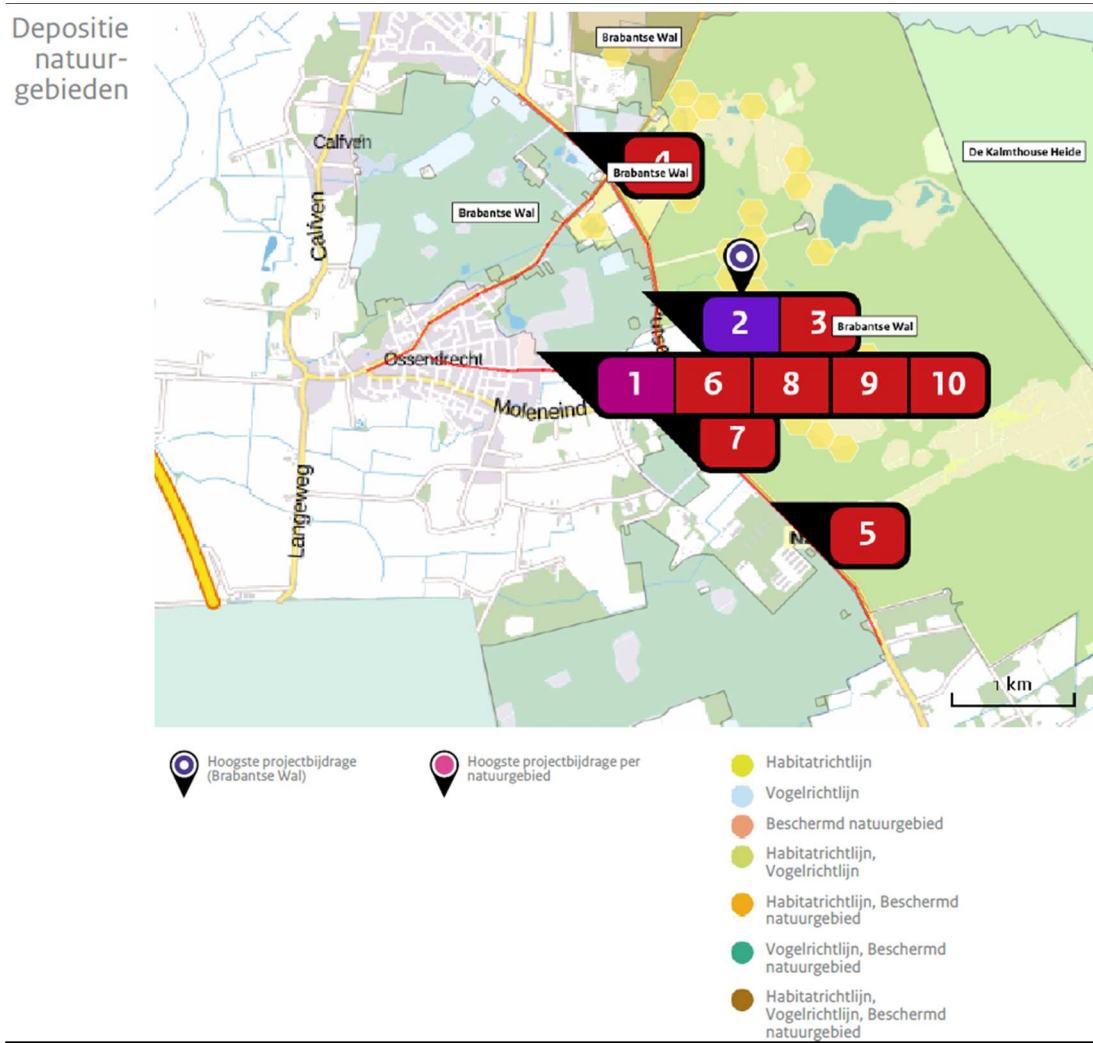 Depositie
natuur-
gebieden
Brabantse Wal
Calfven
4
De Kalmthouse Heide
Brabantse Wal
Brabantse Wal
Calfven
2
3
Brabantse Wal
Ossendrecht
1
6
8
9
10
Moleneind
7
Langeweg
5
1 km
Hoogste projectbijdrage
(Brabantse Wal)
Hoogste projectbijdrage per
natuurgebied
Habitatrichtlijn
Vogelrichtlijn
Beschermd natuurgebied
Habitatrichtlijn,
Vogelrichtlijn
Habitatrichtlijn, Beschermd
natuurgebied
Vogelrichtlijn, Beschermd
natuurgebied
Habitatrichtlijn,
Vogelrichtlijn, Beschermd
natuurgebied